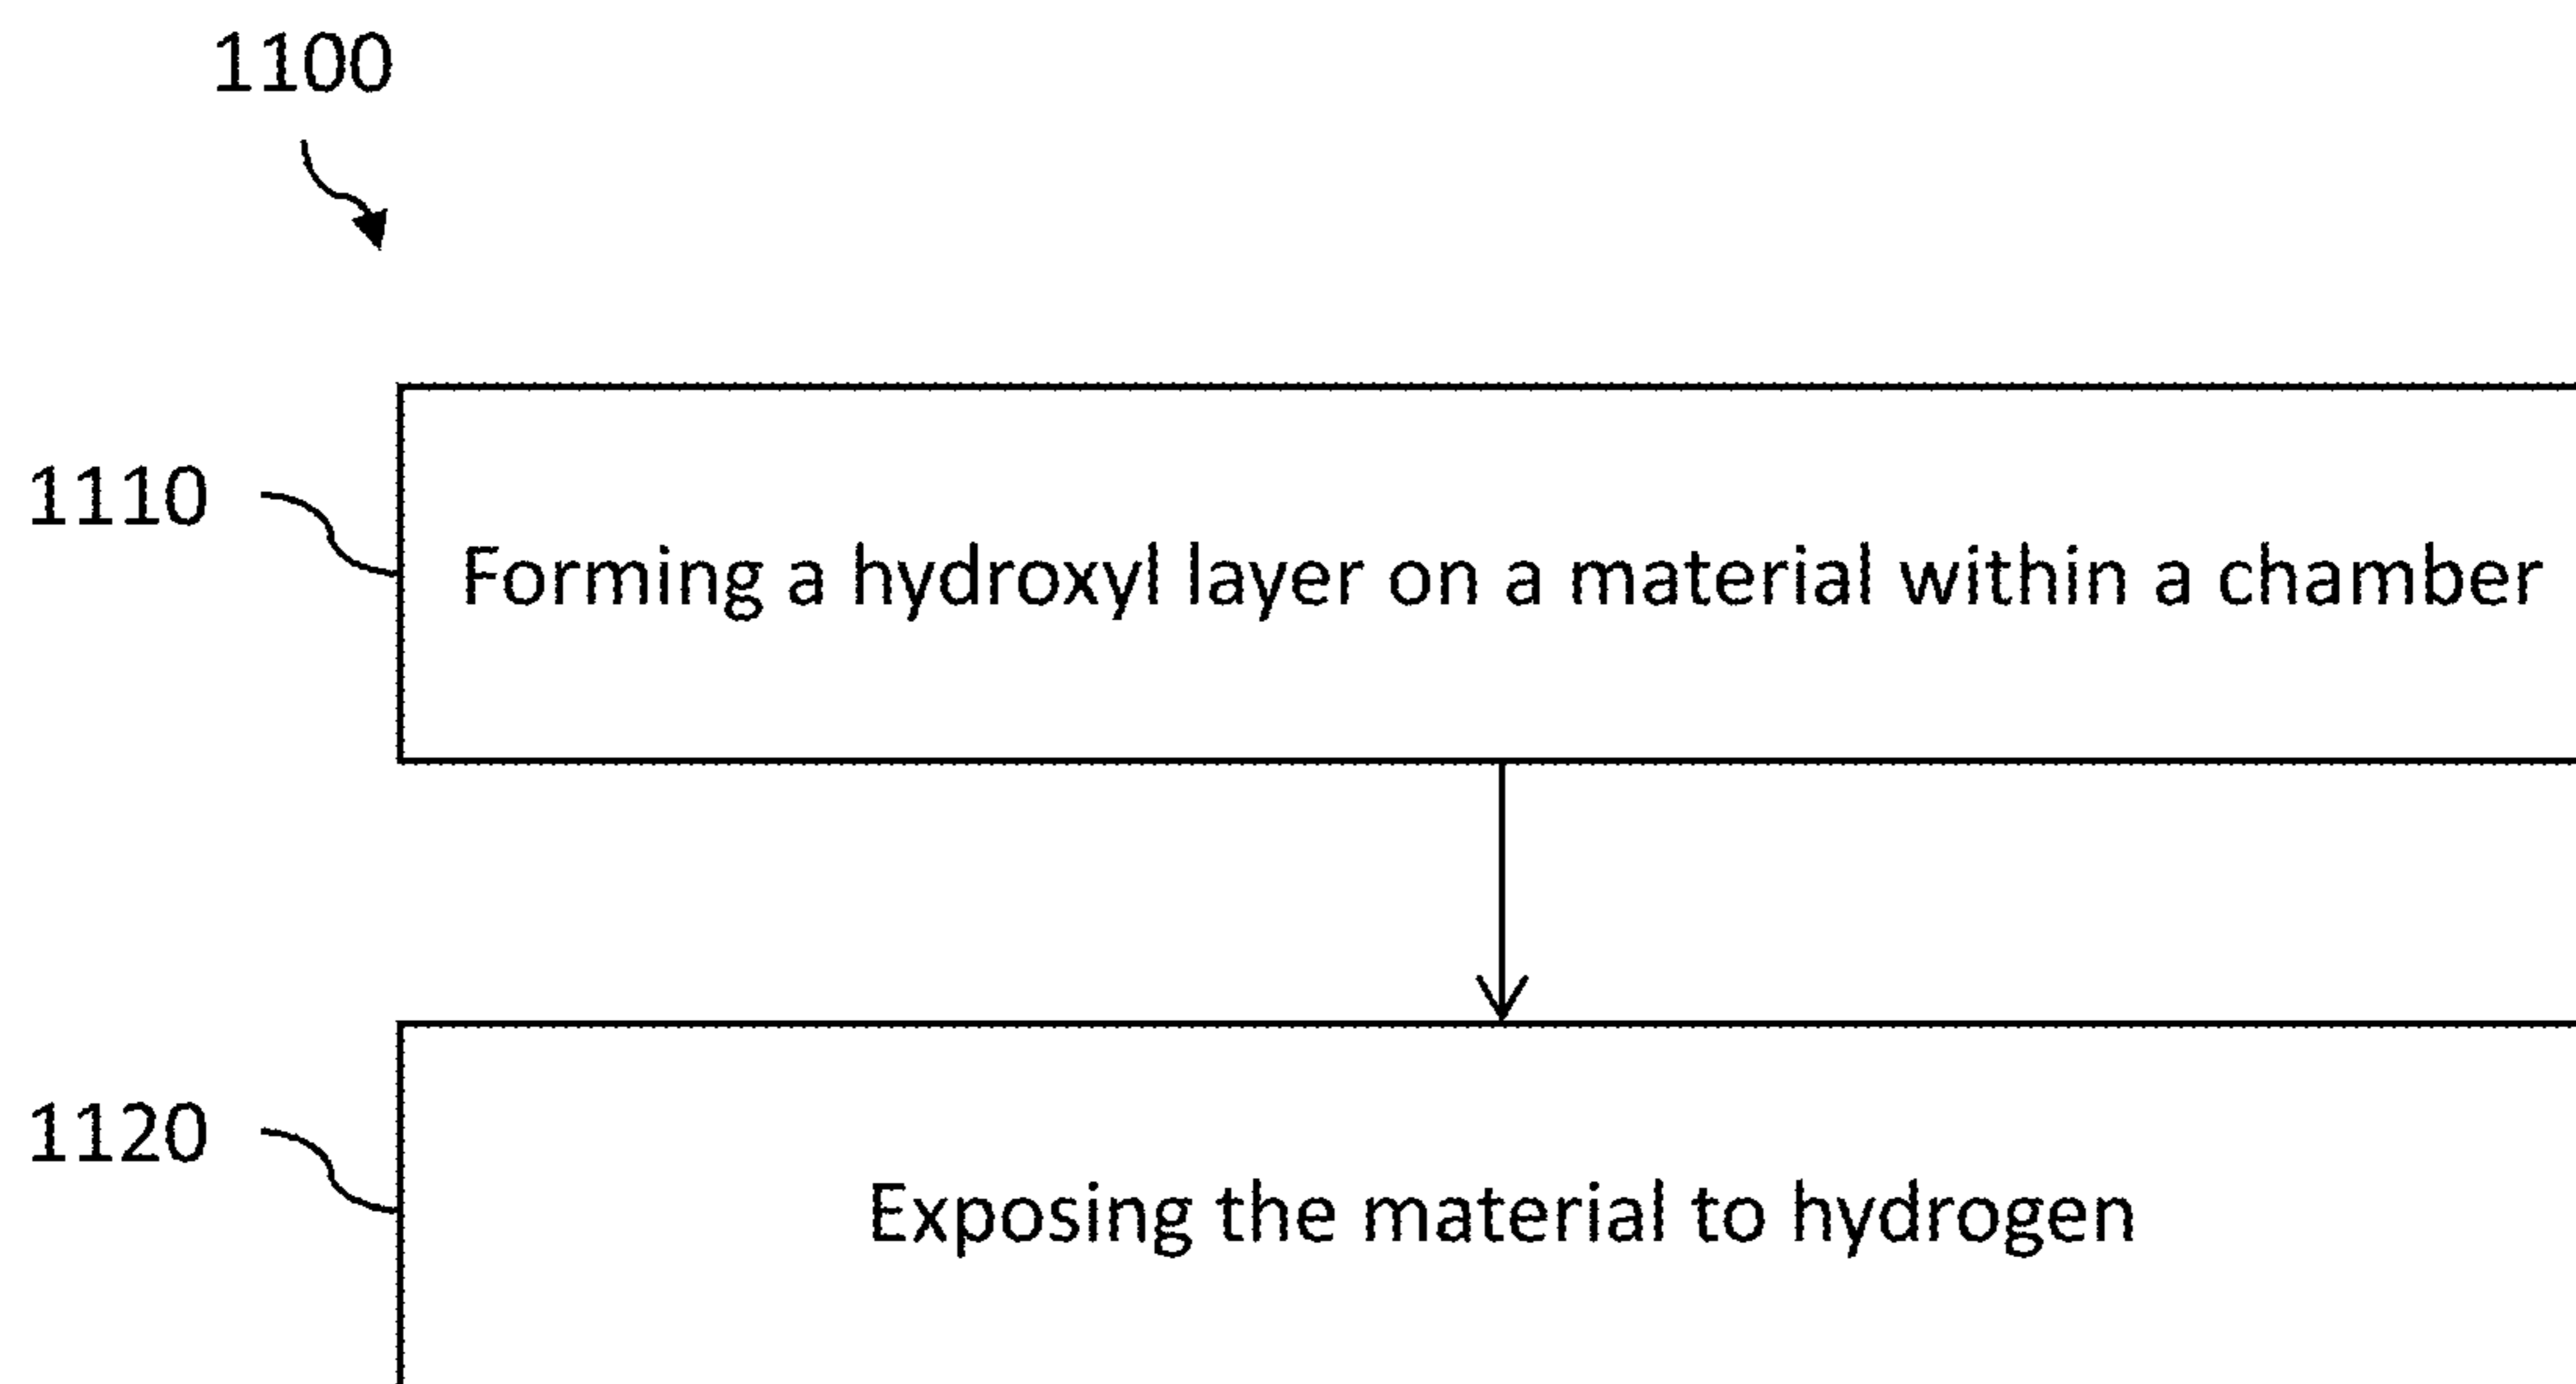 1100
1110
Forming a hydroxyl layer on a material within a chamber
1120
Exposing the material to hydrogen